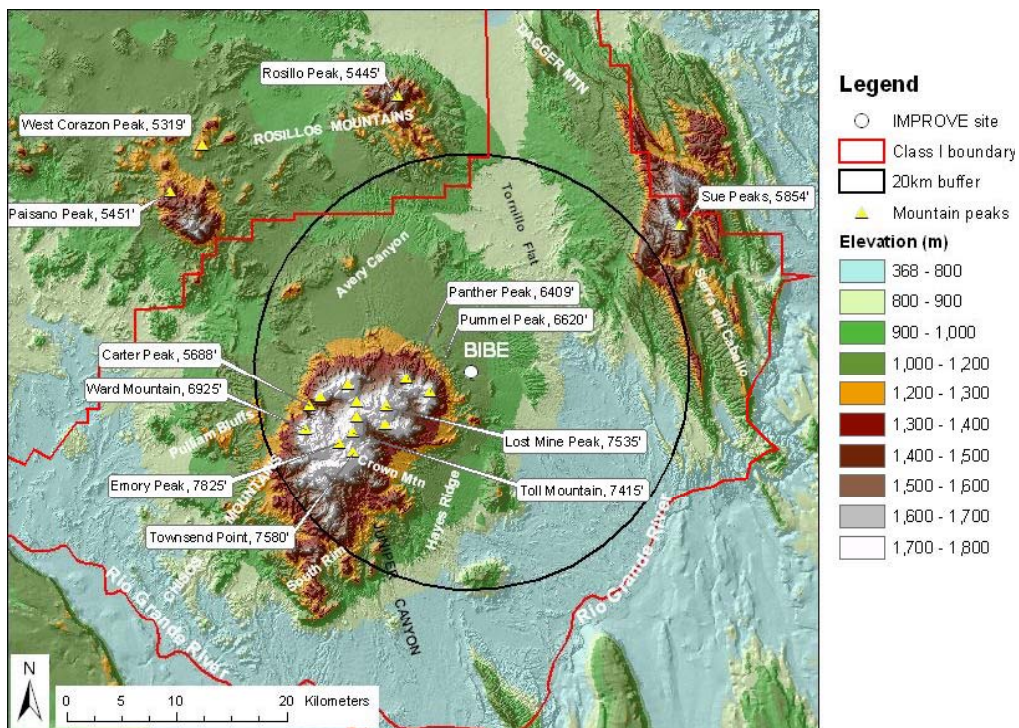 DAGGER MTN
Rosillo Peak, 5445'
West Corazon Peak, 5319'
ROSILLOS MOUNTAINS
Paisano Peak, 5451'
Tornillo Flat
Sue Peaks, 5854'
Avery Canyon
Sierra del Caballo
Panther Peak, 6409'
Pummel Peak, 6620'
BIBE
Carter Peak, 5688'
Ward Mountain, 6925'
Pulliam Bluffs
Lost Mine Peak, 7535'
Crown Mtn
Emory Peak, 7825'
Toll Mountain, 7415'
Hayes Ridge
Townsend Point, 7580'
CHISOS MOUNTAINS
South Rim
JUNIPER CANYON
Rio Grande River
Rio Grande River
N
0 5 10 20 Kilometers
Legend
IMPROVE site
Class I boundary
20km buffer
Mountain peaks
Elevation (m)
368 - 800
800 - 900
900 - 1,000
1,000 - 1,200
1,200 - 1,300
1,300 - 1,400
1,400 - 1,500
1,500 - 1,600
1,600 - 1,700
1,700 - 1,800